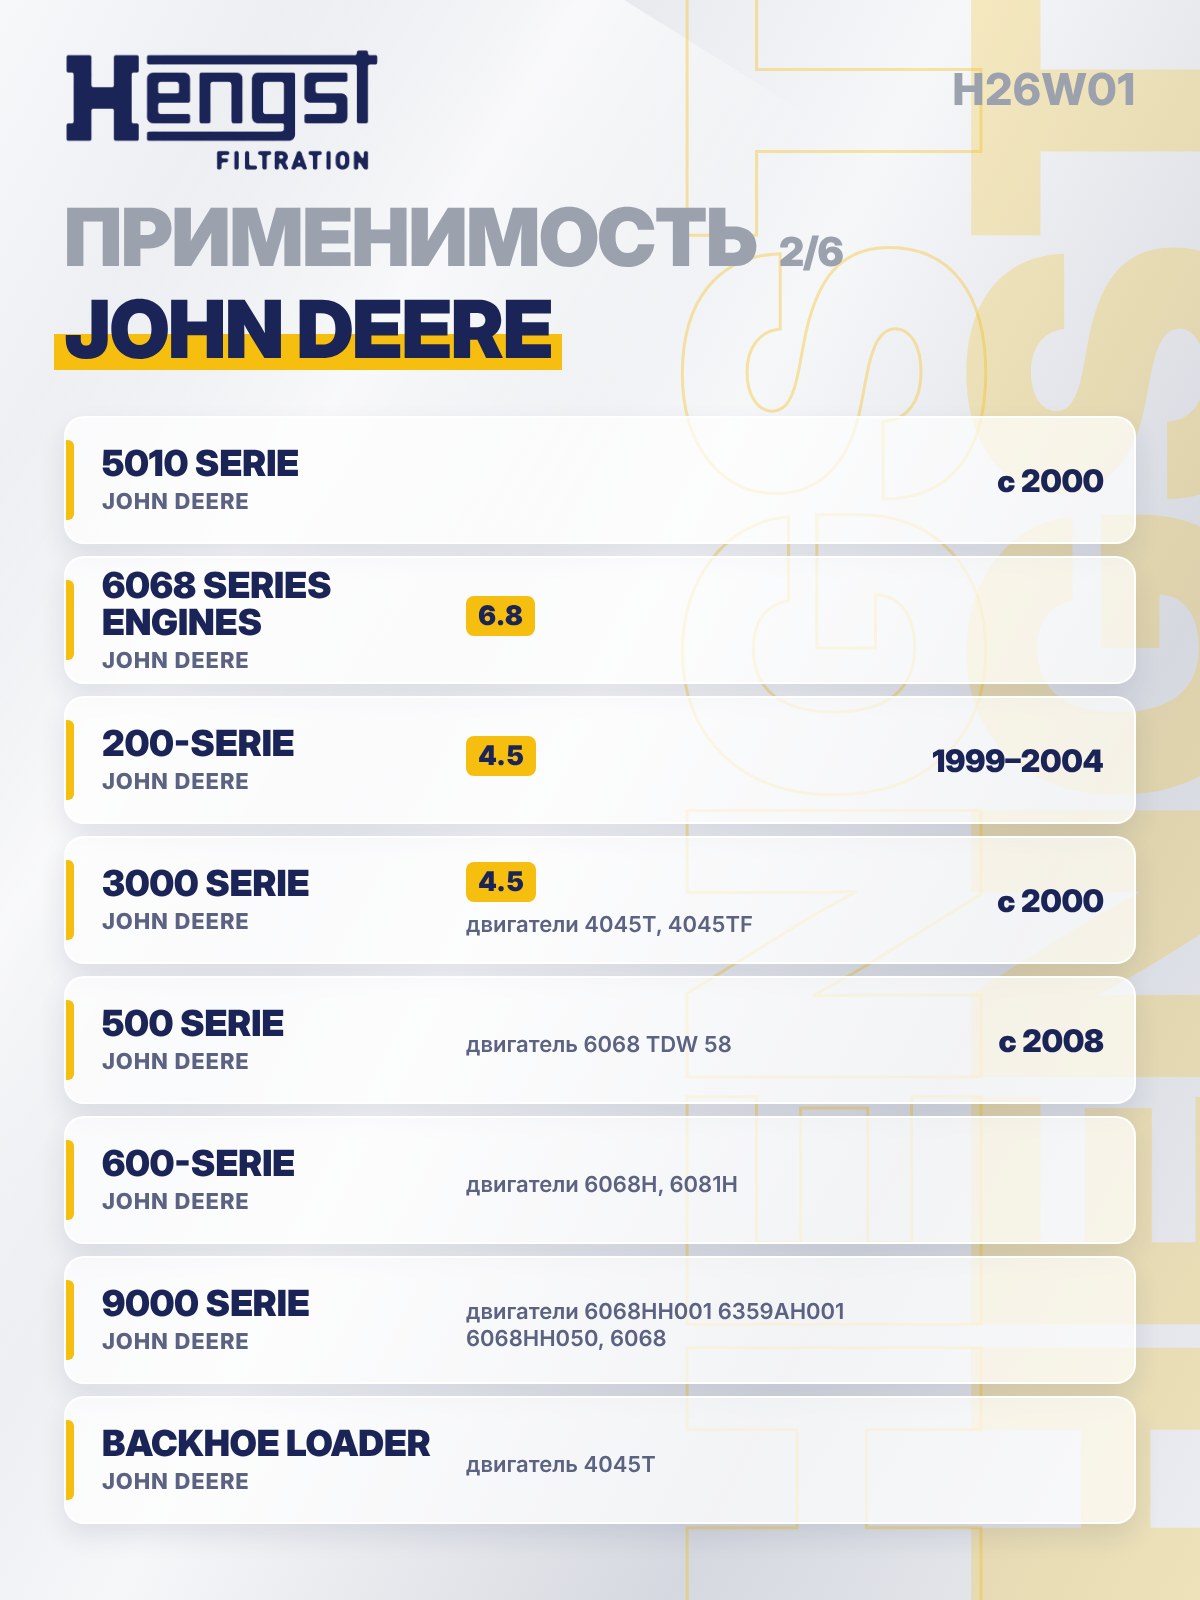 Hengst
FILTRATION
H26W01
ПРИМЕНИМОСТЬ 2/6
JOHN DEERE
5010 SERIE
JOHN DEERE
с 2000
6068 SERIES
ENGINES
JOHN DEERE
6.8
200-SERIE
JOHN DEERE
4.5
1999–2004
3000 SERIE
JOHN DEERE
4.5
двигатели 4045T, 4045TF
с 2000
500 SERIE
JOHN DEERE
двигатель 6068 TDW 58
с 2008
600-SERIE
JOHN DEERE
двигатели 6068H, 6081H
9000 SERIE
JOHN DEERE
двигатели 6068HH001 6359AH001
6068HH050, 6068
BACKHOE LOADER
JOHN DEERE
двигатель 4045T
HENGST
HENGST